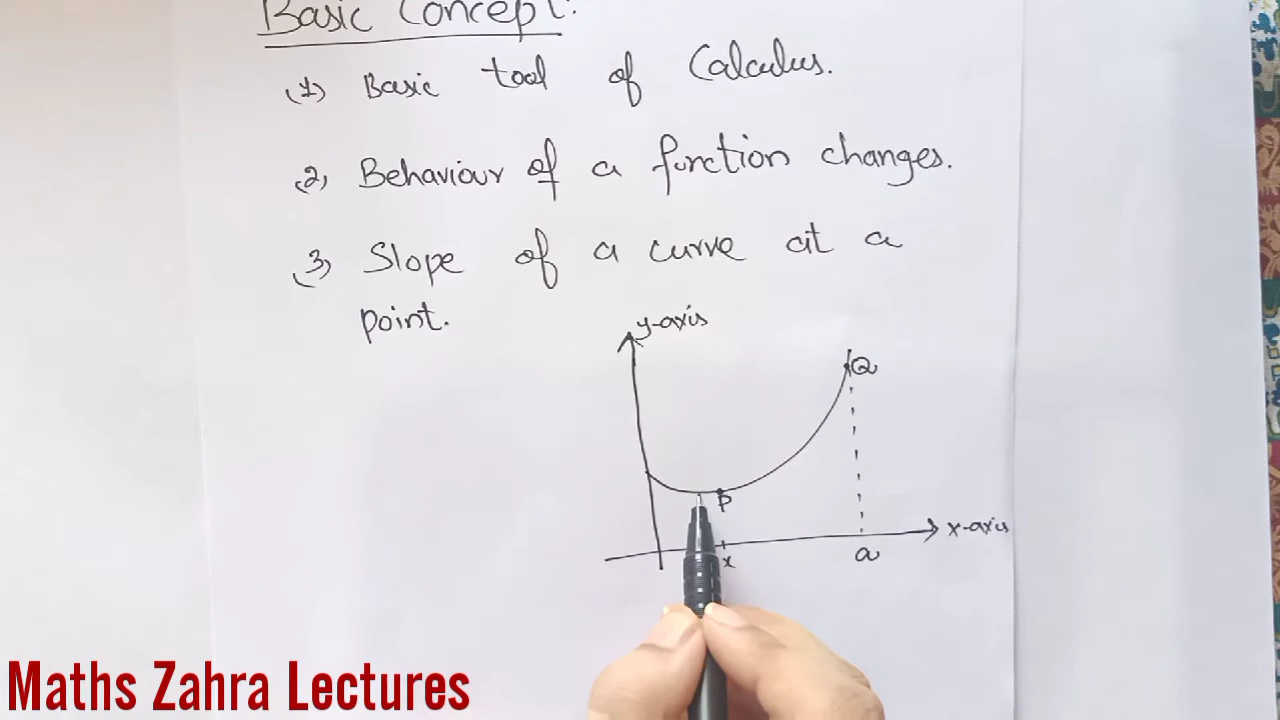 Basic Concept:
(1) Basic tool of Calculus.
(2) Behaviour of a function changes.
(3) Slope of a curve at a
point.
y-axis
Q
P
x-axis
x
a
Maths Zahra Lectures